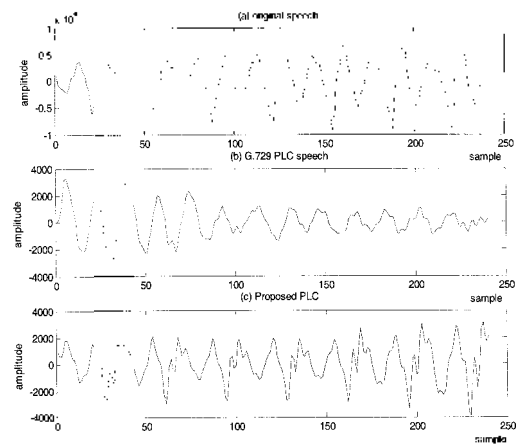 (a) original speech
x 10⁴
1
0.5
0
-0.5
-1
amplitude
0 50 100 150 200 250
sample
(b) G.729 PLC speech
4000
2000
0
-2000
-4000
amplitude
0 50 100 150 200 250
sample
(c) Proposed PLC
4000
2000
0
-2000
-4000
amplitude
0 50 100 150 200 250
sample